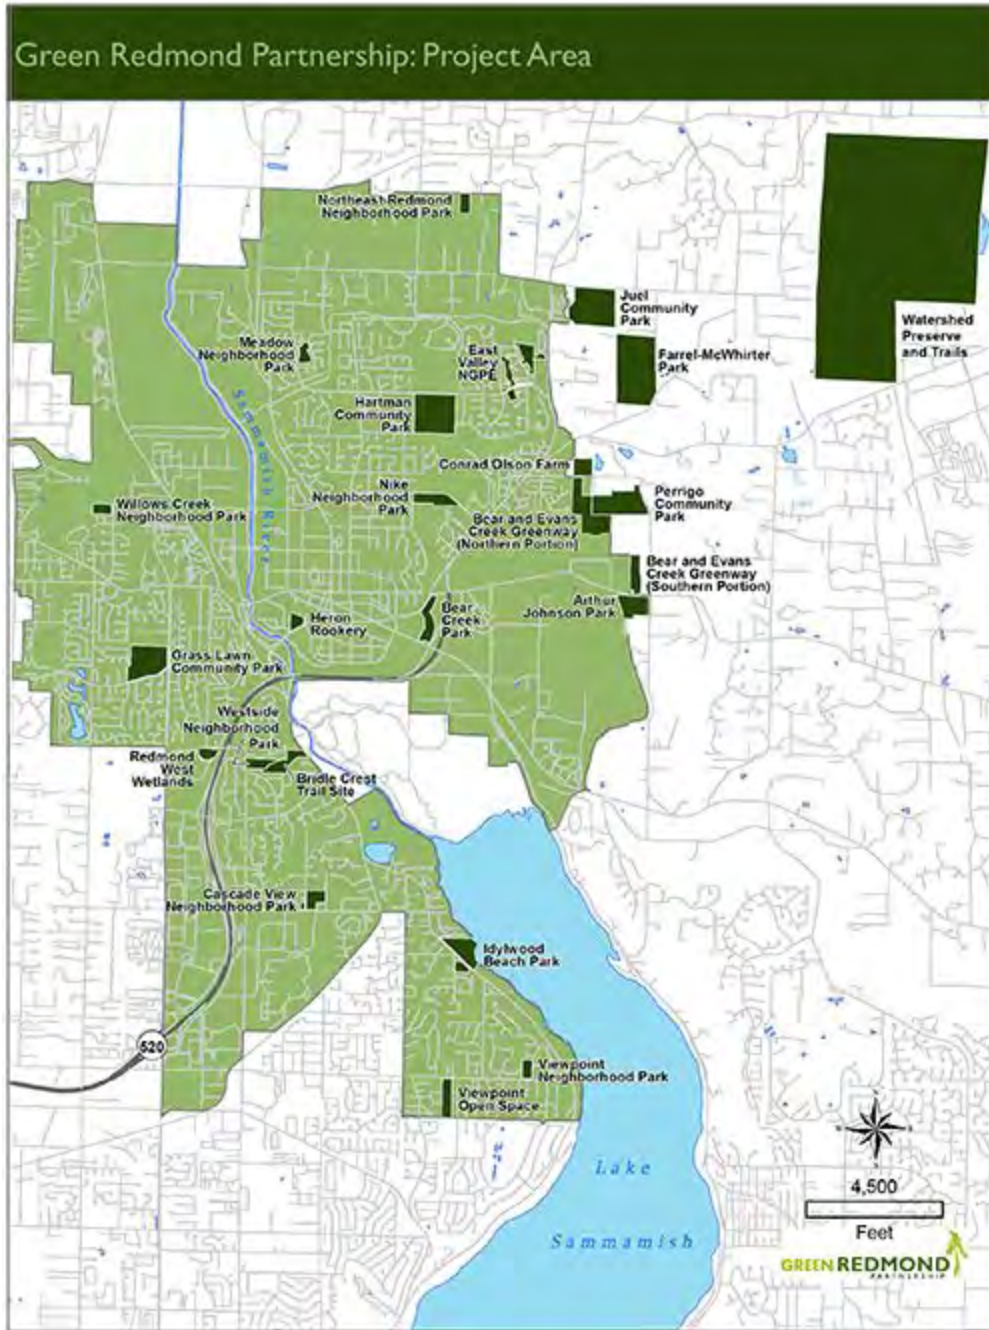 Green Redmond Partnership: Project Area
Northeast Redmond
Neighborhood Park
Juel
Community
Park
Watershed
Preserve
and Trails
Meadow
Neighborhood
Park
East
Valley
NGPE
Farrel-McWhirter
Park
Hartman
Community
Park
Sammamish River
Conrad Olson Farm
Nike
Neighborhood
Park
Perrigo
Community
Park
Willows Creek
Neighborhood Park
Bear and Evans
Creek Greenway
(Northern Portion)
Bear and Evans
Creek Greenway
(Southern Portion)
Arthur
Johnson Park
Bear
Creek
Park
Heron
Rookery
Grass Lawn
Community Park
Westside
Neighborhood
Park
Redmond
West
Wetlands
Bridle Crest
Trail Site
Cascade View
Neighborhood Park
Idylwood
Beach Park
520
Viewpoint
Neighborhood Park
Viewpoint
Open Space
Lake
Sammamish
4,500
Feet
GREEN REDMOND
PARTNERSHIP